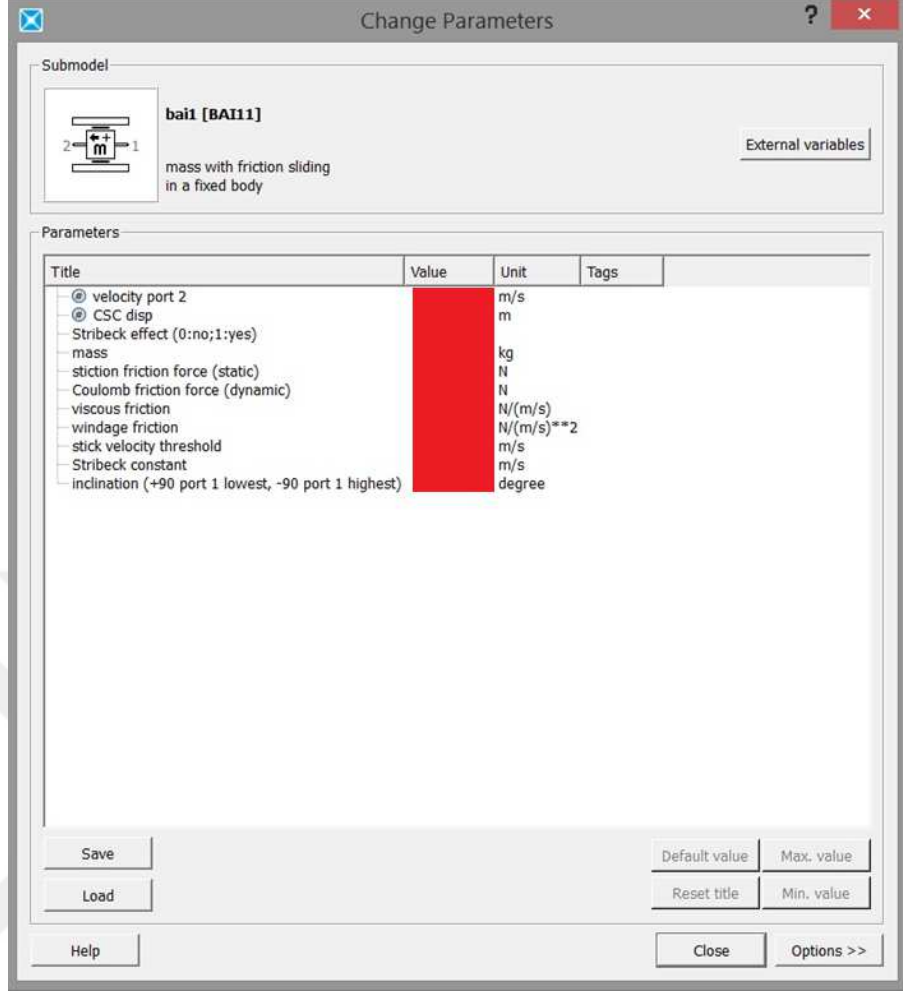 Change Parameters
?
Submodel
2 m 1
bai1 [BAI11]
mass with friction sliding
in a fixed body
External variables
Parameters
Title Value Unit Tags
velocity port 2 m/s
CSC disp m
Stribeck effect (0:no;1:yes)
mass kg
stiction friction force (static) N
Coulomb friction force (dynamic) N
viscous friction N/(m/s)
windage friction N/(m/s)**2
stick velocity threshold m/s
Stribeck constant m/s
inclination (+90 port 1 lowest, -90 port 1 highest) degree
Save Default value Max. value
Load Reset title Min. value
Help Close Options >>